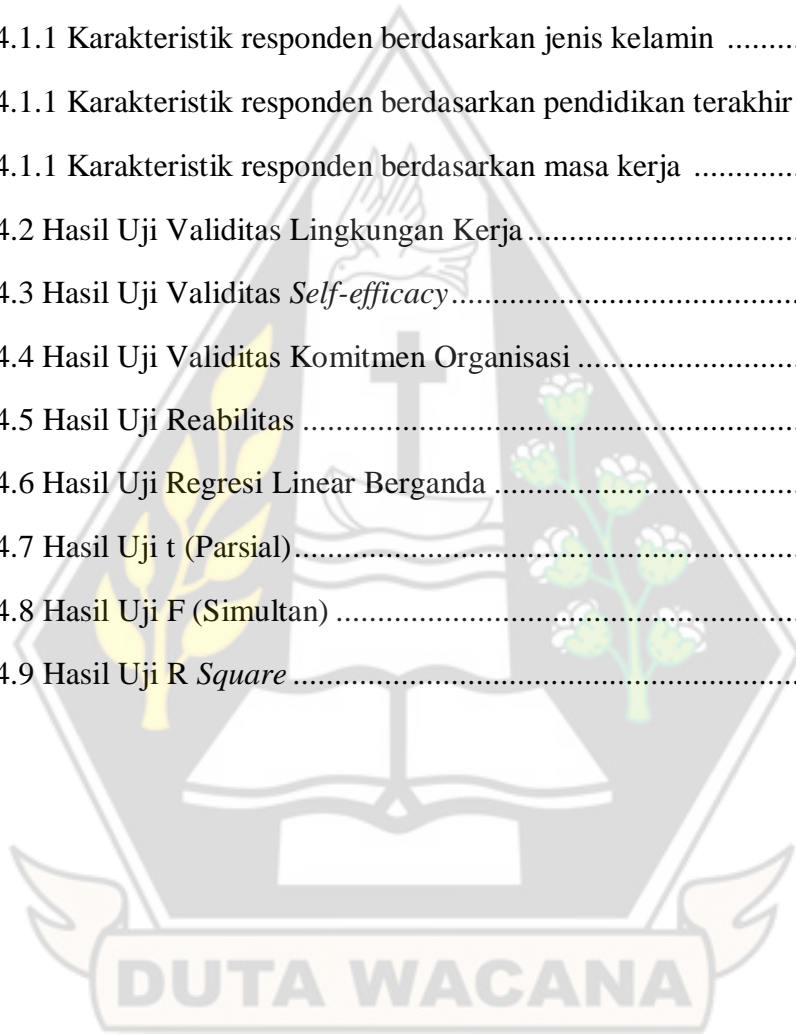 4.1.1 Karakteristik responden berdasarkan jenis kelamin ..........
4.1.1 Karakteristik responden berdasarkan pendidikan terakhir
4.1.1 Karakteristik responden berdasarkan masa kerja ..............
4.2 Hasil Uji Validitas Lingkungan Kerja....................................
4.3 Hasil Uji Validitas Self-efficacy.............................................
4.4 Hasil Uji Validitas Komitmen Organisasi ............................
4.5 Hasil Uji Reabilitas ................................................................
4.6 Hasil Uji Regresi Linear Berganda .......................................
4.7 Hasil Uji t (Parsial).................................................................
4.8 Hasil Uji F (Simultan) ............................................................
4.9 Hasil Uji R Square ..................................................................
DUTA WACANA